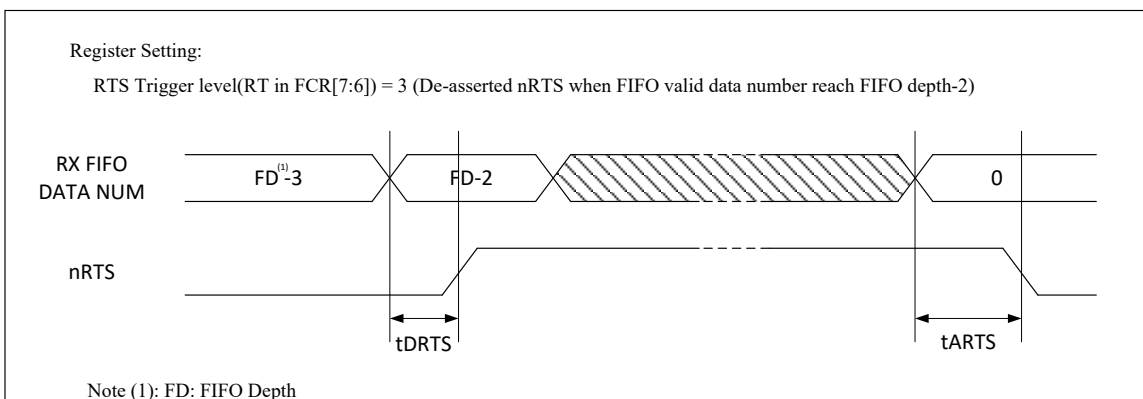 Register Setting:
RTS Trigger level(RT in FCR[7:6]) = 3 (De-asserted nRTS when FIFO valid data number reach FIFO depth-2)
RX FIFO
DATA NUM
FD(1)-3
FD-2
0
nRTS
tDRTS
tARTS
Note (1): FD: FIFO Depth